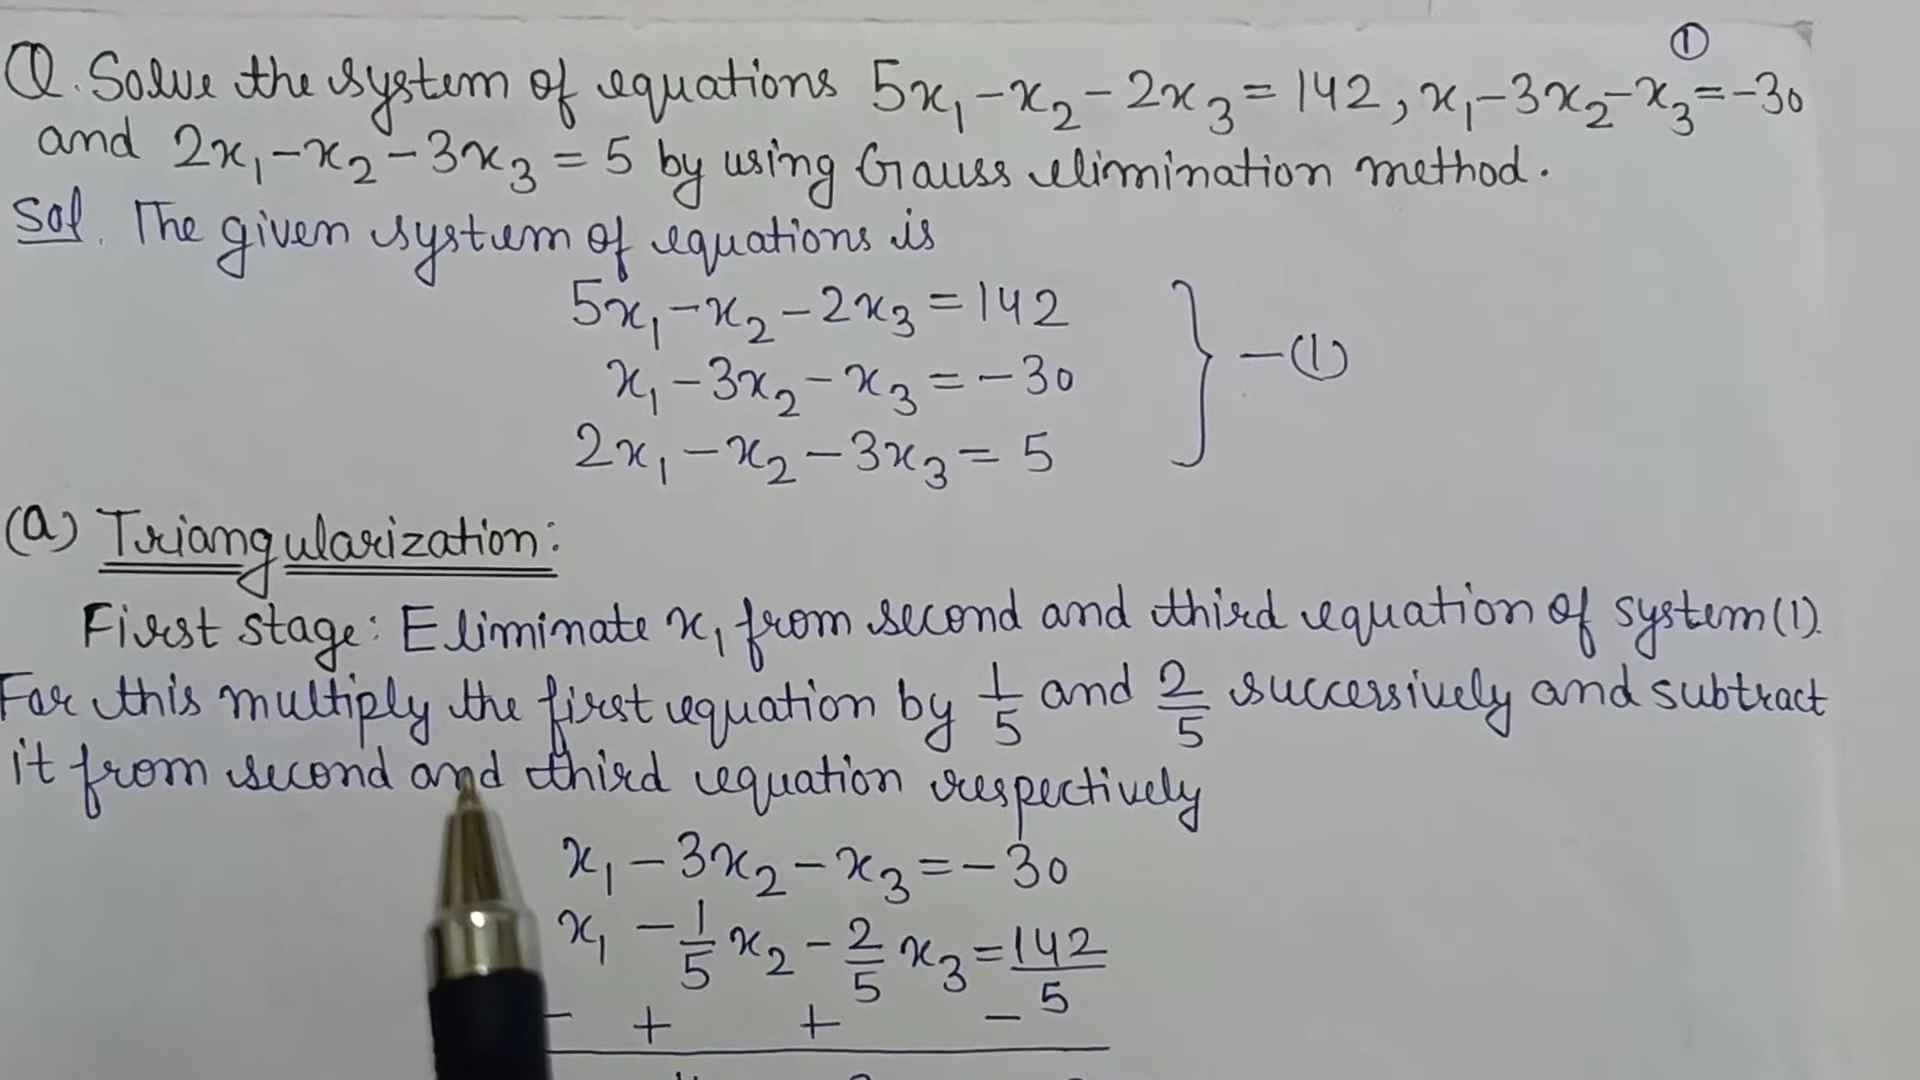 ①
Q. Solve the system of equations 5x₁-x₂-2x₃=142, x₁-3x₂-x₃=-30
and 2x₁-x₂-3x₃=5 by using Gauss elimination method.
Sol. The given system of equations is
5x₁-x₂-2x₃=142
x₁-3x₂-x₃=-30 } -(1)
2x₁-x₂-3x₃=5
(a) Triangularization:
First stage: Eliminate x₁ from second and third equation of system (1).
For this multiply the first equation by 1/5 and 2/5 successively and subtract
it from second and third equation respectively
x₁-3x₂-x₃=-30
x₁-1/5x₂-2/5x₃=142/5
- + + -